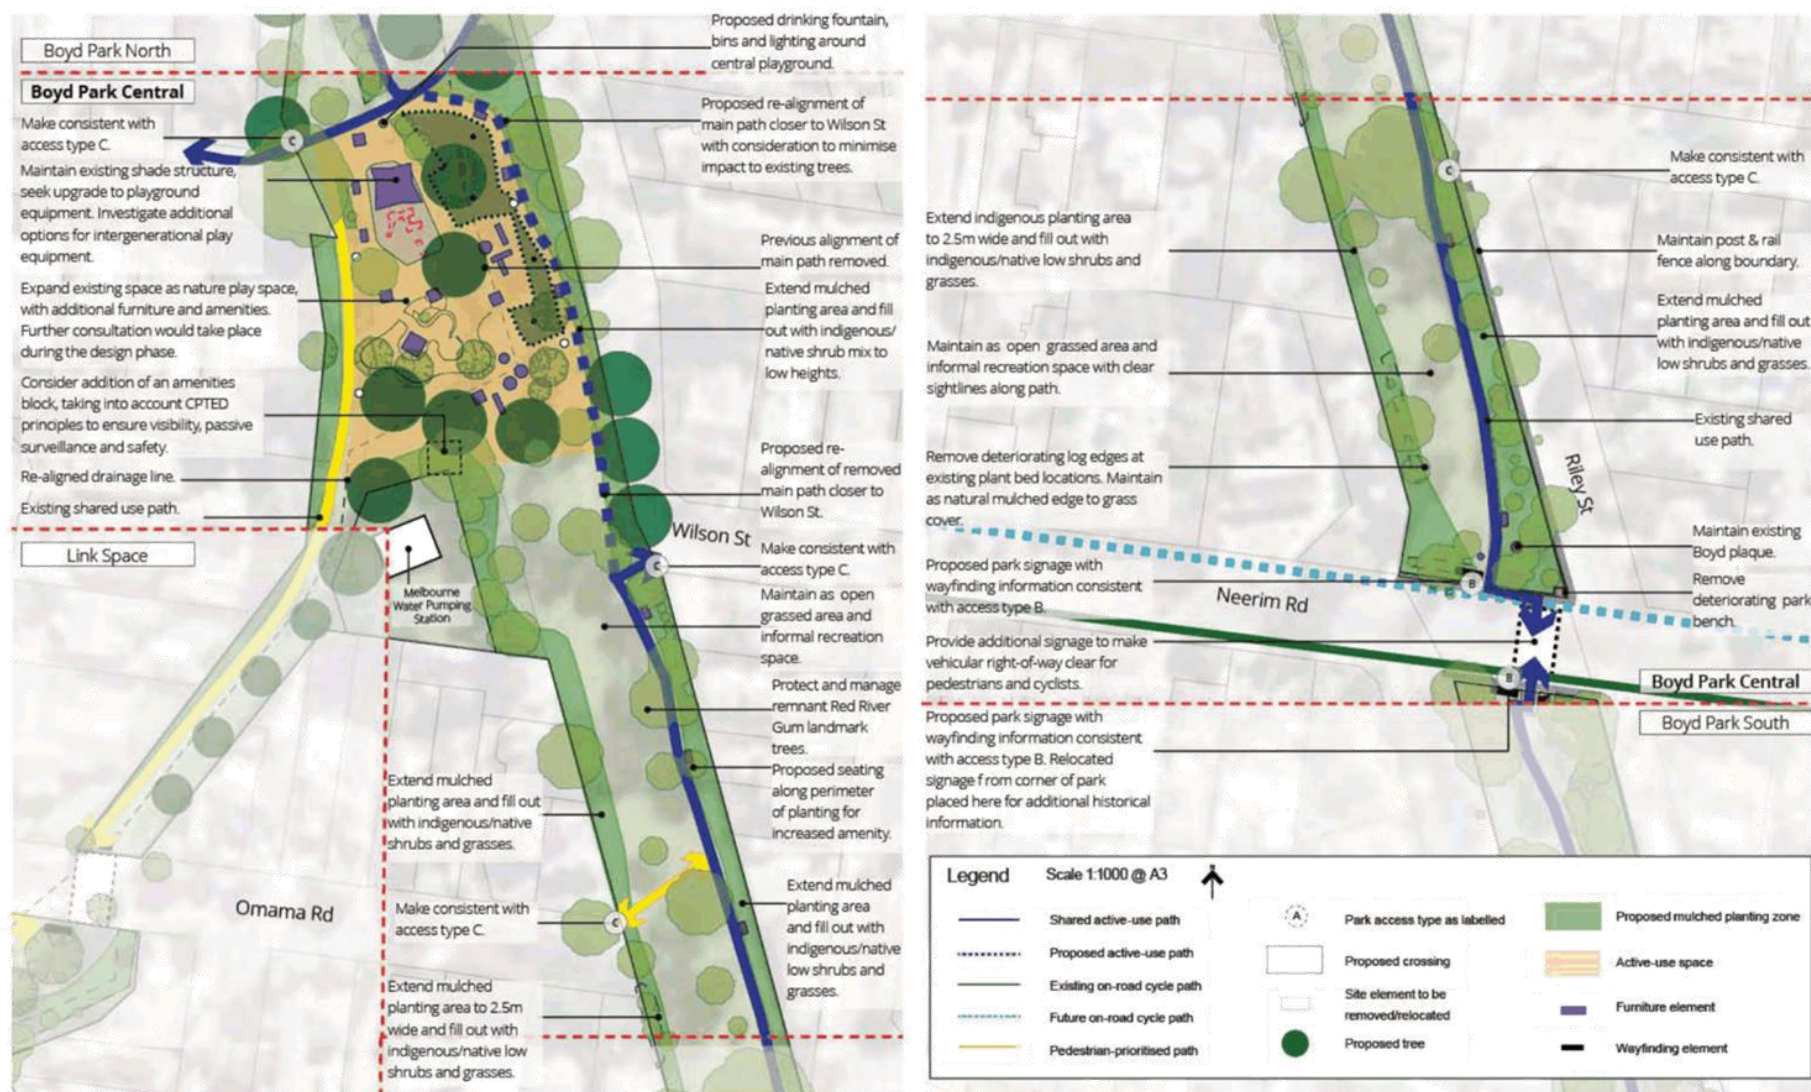 Boyd Park North
Boyd Park Central
Make consistent with
access type C.
Maintain existing shade structure,
seek upgrade to playground
equipment. Investigate additional
options for intergenerational play
equipment.
Expand existing space as nature play space,
with additional furniture and amenities.
Further consultation would take place
during the design phase.
Consider addition of an amenities
block, taking into account CPTED
principles to ensure visibility, passive
surveillance and safety.
Re-aligned drainage line.
Existing shared use path.
Link Space
C
Proposed drinking fountain,
bins and lighting around
central playground.
Proposed re-alignment of
main path closer to Wilson St
with consideration to minimise
impact to existing trees.
Previous alignment of
main path removed.
Extend mulched
planting area and fill
out with indigenous/
native shrub mix to
low heights.
Proposed re-
alignment of removed
main path closer to
Wilson St.
Wilson St
C
Make consistent with
access type C.
Maintain as open
grassed area and
informal recreation
space.
Protect and manage
remnant Red River
Gum landmark
trees.
Proposed seating
along perimeter
of planting for
increased amenity.
Extend mulched
planting area
and fill out with
indigenous/native
low shrubs and
grasses.
Melbourne
Water Pumping
Station
Extend mulched
planting area and fill out
with indigenous/native
shrubs and grasses.
Omama Rd
Make consistent with
access type C.
C
Extend mulched
planting area to 2.5m
wide and fill out with
indigenous/native low
shrubs and grasses.
Extend indigenous planting area
to 2.5m wide and fill out with
indigenous/native low shrubs and
grasses.
Maintain as open grassed area and
informal recreation space with clear
sightlines along path.
Remove deteriorating log edges at
existing plant bed locations. Maintain
as natural mulched edge to grass
cover.
Proposed park signage with
wayfinding information consistent
with access type B.
Neerim Rd
Provide additional signage to make
vehicular right-of-way clear for
pedestrians and cyclists.
Proposed park signage with
wayfinding information consistent
with access type B. Relocated
signage f rom corner of park
placed here for additional historical
information.
C
Make consistent with
access type C.
Maintain post & rail
fence along boundary.
Extend mulched
planting area and fill out
with indigenous/native
low shrubs and grasses.
Existing shared
use path.
Riley St
Maintain existing
Boyd plaque.
Remove
deteriorating park
bench.
B
B
Boyd Park Central
Boyd Park South
Legend Scale 1:1000 @ A3
Shared active-use path
Proposed active-use path
Existing on-road cycle path
Future on-road cycle path
Pedestrian-prioritised path
A
Park access type as labelled
Proposed crossing
Site element to be
removed/relocated
Proposed tree
Proposed mulched planting zone
Active-use space
Furniture element
Wayfinding element